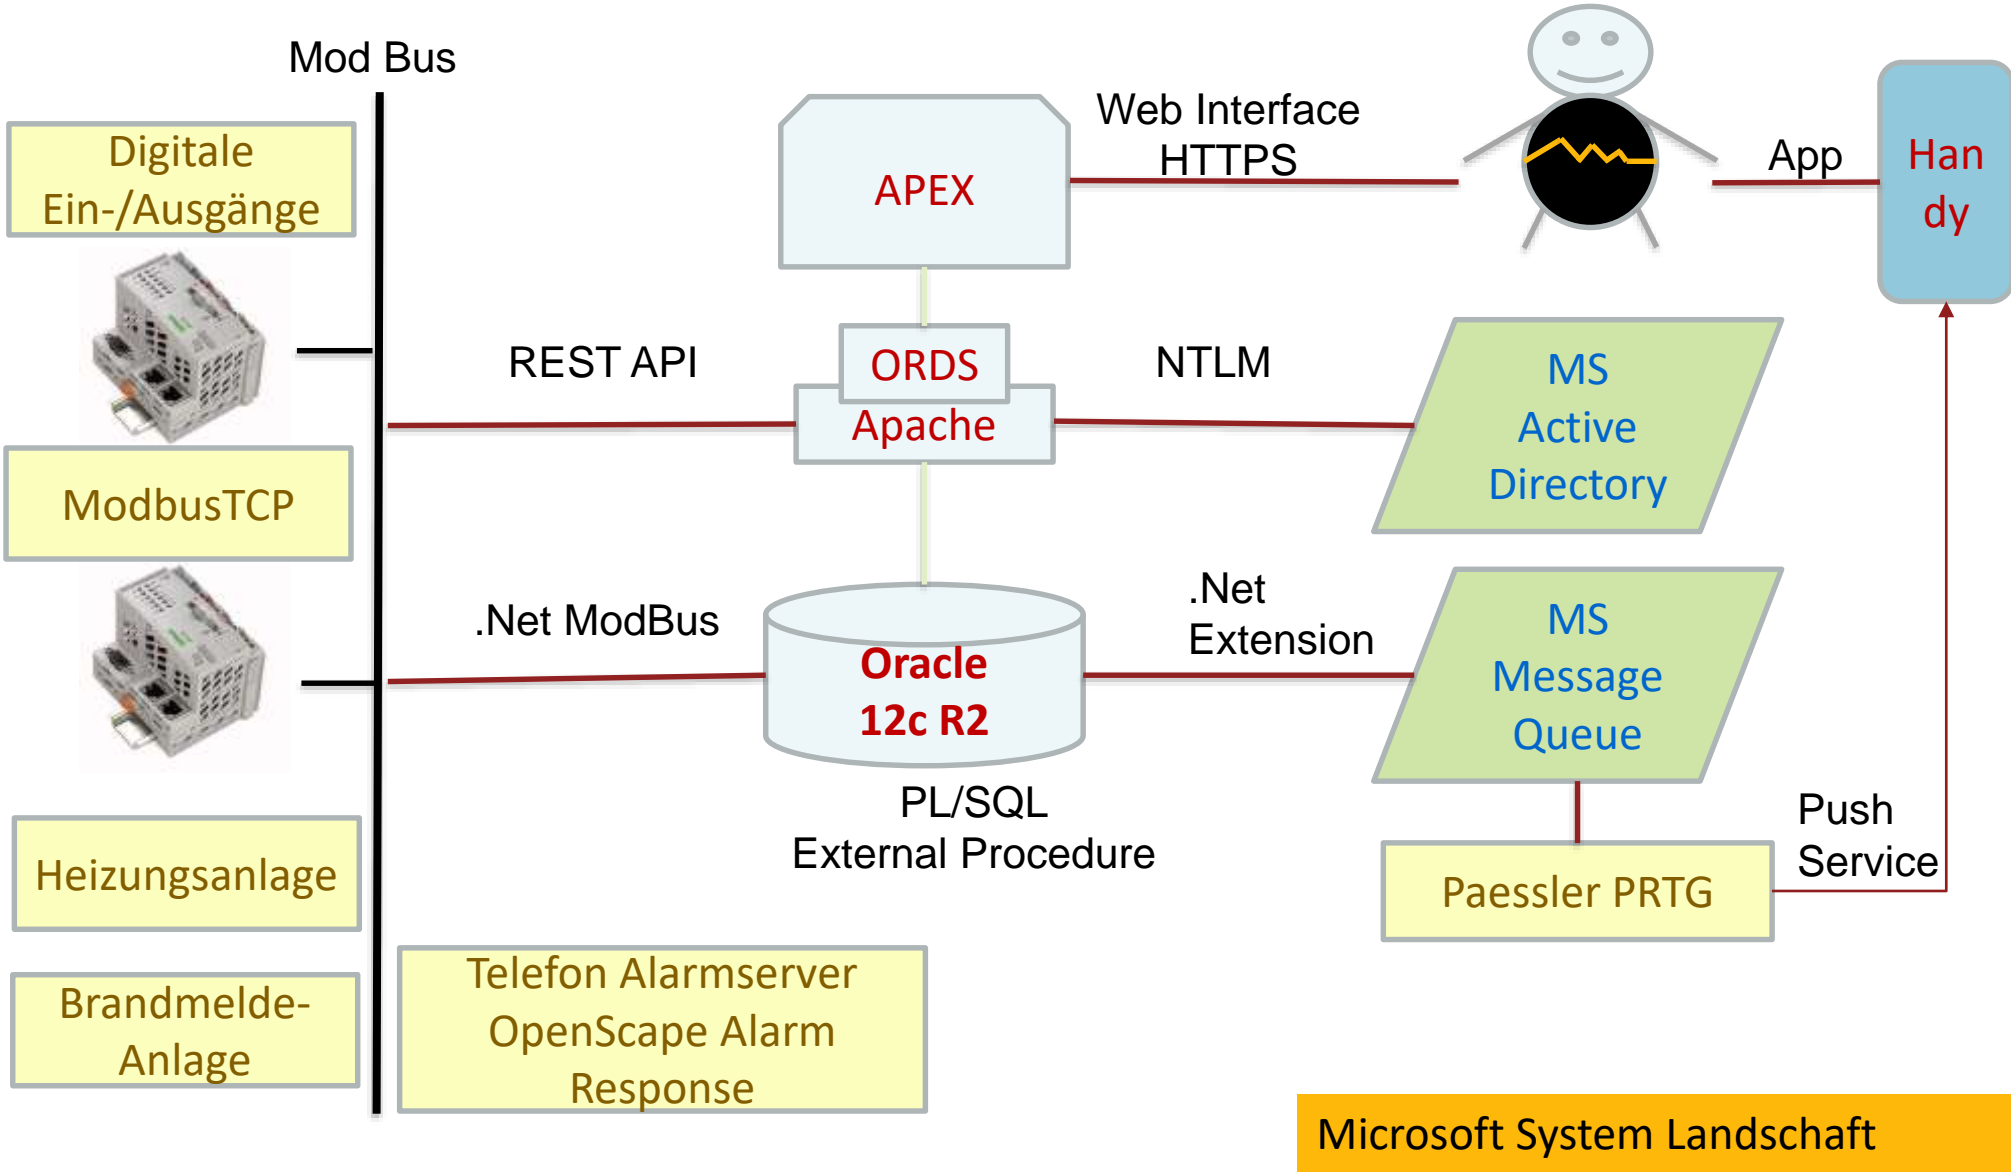 Mod Bus
Digitale
Ein-/Ausgänge
ModbusTCP
Heizungsanlage
Brandmelde-
Anlage
Telefon Alarmserver
OpenScape Alarm
Response
REST API
.Net ModBus
APEX
ORDS
Apache
Oracle
12c R2
PL/SQL
External Procedure
Web Interface
HTTPS
NTLM
.Net
Extension
App
Han
dy
MS
Active
Directory
MS
Message
Queue
Paessler PRTG
Push
Service
Microsoft System Landschaft